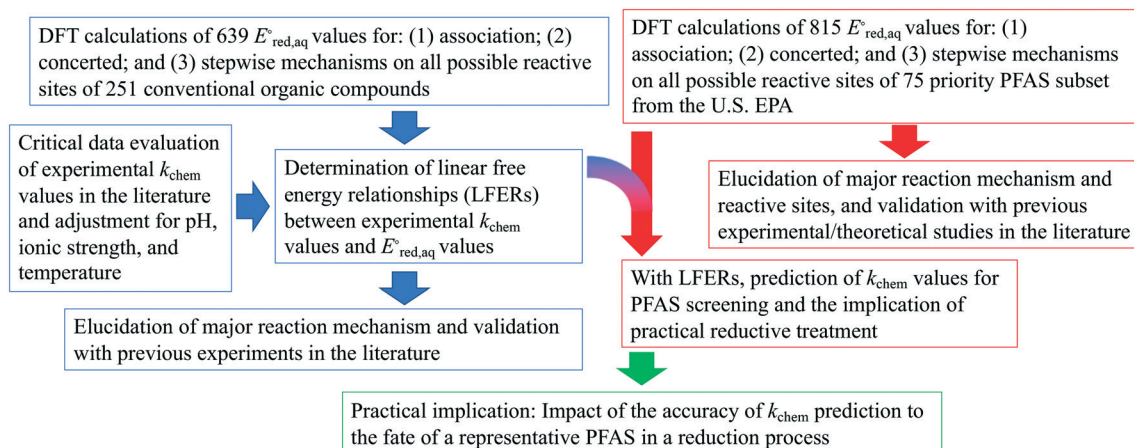 DFT calculations of 639 E°red,aq values for: (1) association; (2)
concerted; and (3) stepwise mechanisms on all possible reactive
sites of 251 conventional organic compounds
DFT calculations of 815 E°red,aq values for: (1)
association; (2) concerted; and (3) stepwise mechanisms
on all possible reactive sites of 75 priority PFAS subset
from the U.S. EPA
Critical data evaluation
of experimental kchem
values in the literature
and adjustment for pH,
ionic strength, and
temperature
Determination of linear free
energy relationships (LFERs)
between experimental kchem
values and E°red,aq values
Elucidation of major reaction mechanism and
reactive sites, and validation with previous
experimental/theoretical studies in the literature
Elucidation of major reaction mechanism and validation
with previous experiments in the literature
With LFERs, prediction of kchem values for
PFAS screening and the implication of
practical reductive treatment
Practical implication: Impact of the accuracy of kchem prediction to
the fate of a representative PFAS in a reduction process